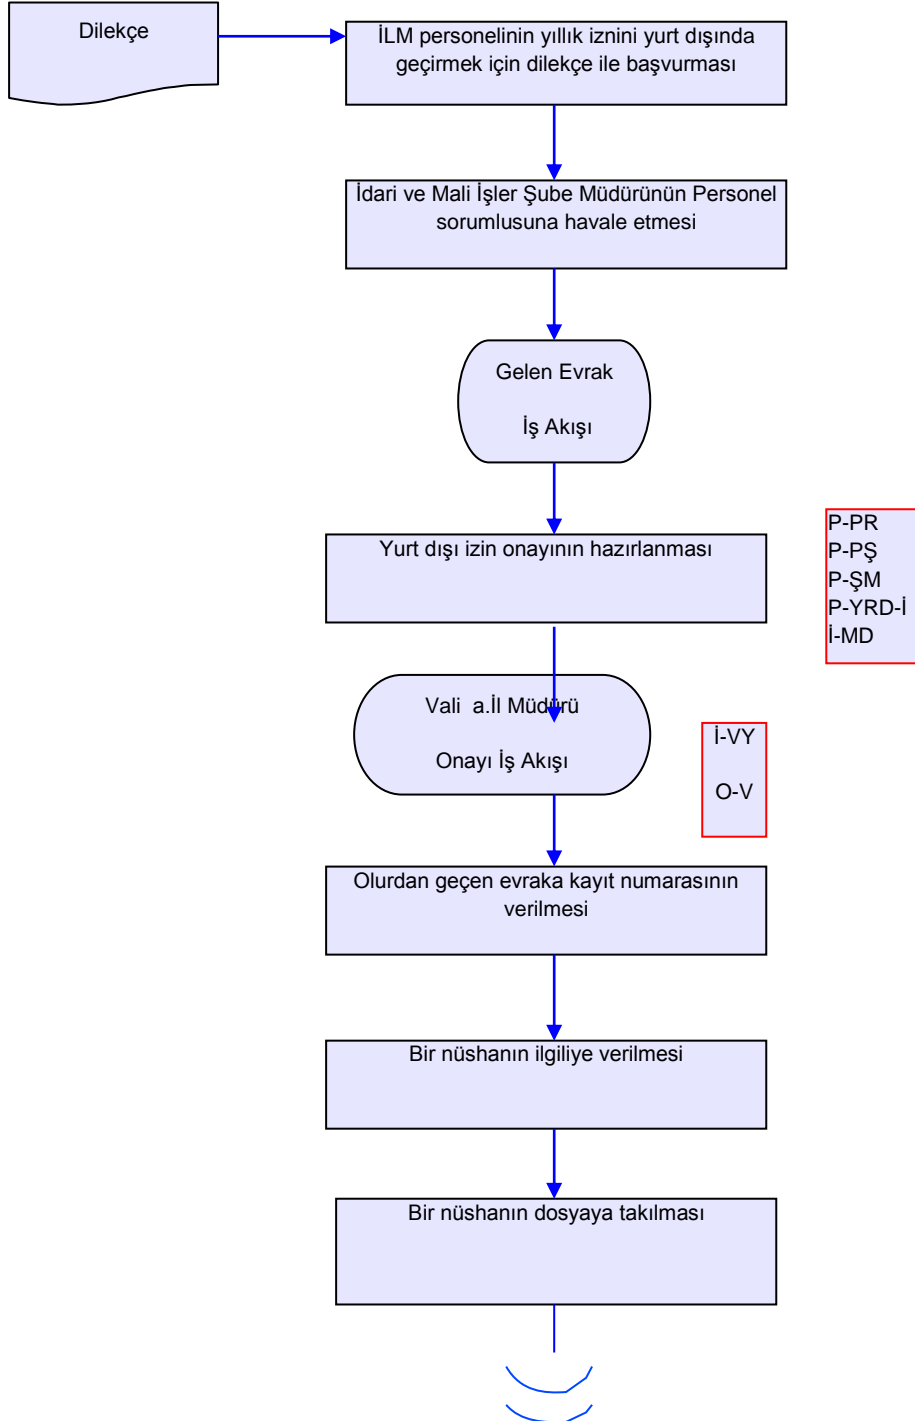 Dilekçe
İLM personelinin yıllık iznini yurt dışında
geçirmek için dilekçe ile başvurması
İdari ve Mali İşler Şube Müdürünün Personel
sorumlusuna havale etmesi
Gelen Evrak
İş Akışı
Yurt dışı izin onayının hazırlanması
P-PR
P-PŞ
P-ŞM
P-YRD-İ
İ-MD
Vali  a.İl Müdürü
Onayı İş Akışı
İ-VY
O-V
Olurdan geçen evraka kayıt numarasının
verilmesi
Bir nüshanın ilgiliye verilmesi
Bir nüshanın dosyaya takılması